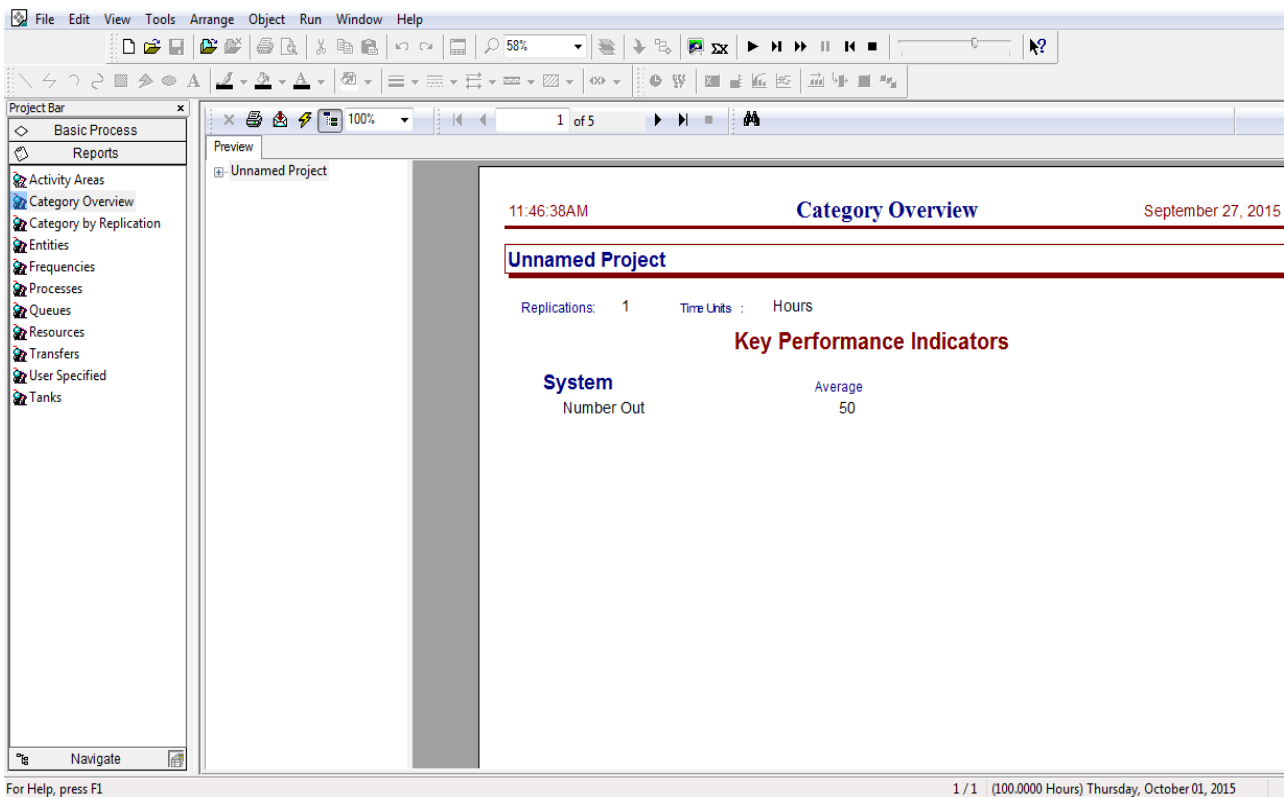 File Edit View Tools Arrange Object Run Window Help
58%
Project Bar x
Basic Process
Reports
Activity Areas
Category Overview
Category by Replication
Entities
Frequencies
Processes
Queues
Resources
Transfers
User Specified
Tanks
Navigate
100%
1 of 5
Preview
Unnamed Project
11:46:38AM Category Overview September 27, 2015
Unnamed Project
Replications: 1 Time Units : Hours
Key Performance Indicators
System Average
Number Out 50
For Help, press F1 1 / 1 (100.0000 Hours) Thursday, October 01, 2015